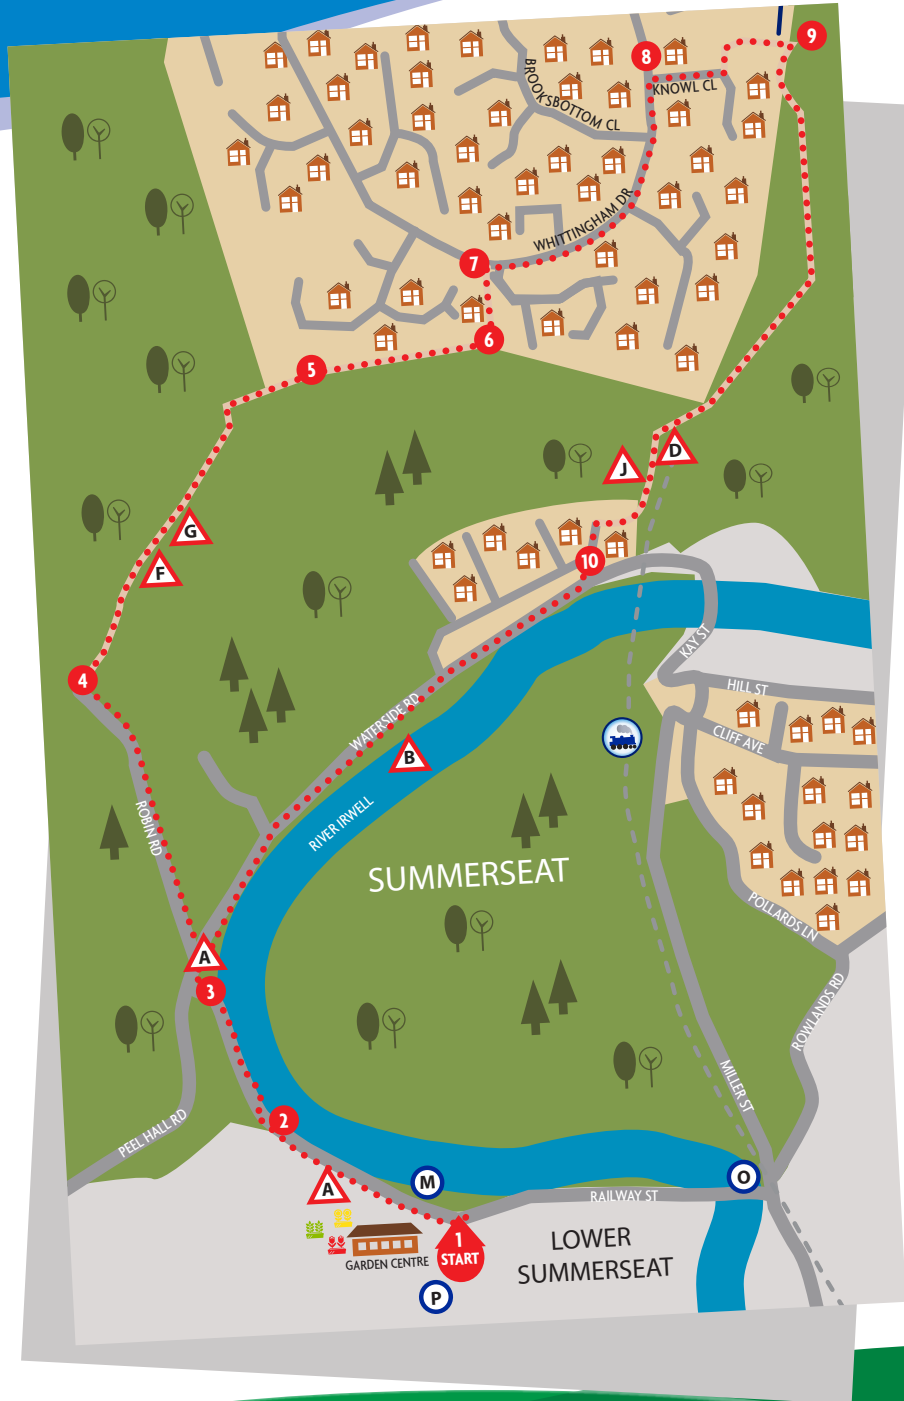 9
8
KNOWL CL
BROOKSBOTTOM CL
WHITTINGHAM DR
7
6
5
J
D
G
F
10
4
KAY ST
HILL ST
CLIFF AVE
WATERSIDE RD
B
RIVER IRWELL
ROBIN RD
SUMMERSEAT
POLLARDS LN
A
3
ROWLANDS RD
MILLER ST
2
PEEL HALL RD
A
M
O
RAILWAY ST
1
START
GARDEN CENTRE
LOWER
SUMMERSEAT
P